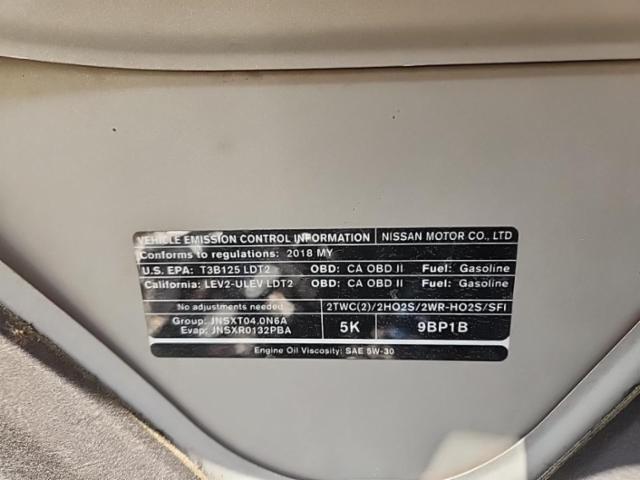 VEHICLE EMISSION CONTROL INFORMATION NISSAN MOTOR CO., LTD
Conforms to regulations: 2018 MY
U.S. EPA: T3B125 LDT2 OBD: CA OBD II Fuel: Gasoline
California: LEV2-ULEV LDT2 OBD: CA OBD II Fuel: Gasoline
No adjustments needed 2TWC(2)/2HO2S/2WR-HO2S/SFI
Group: JNSXT04.0N6A
Evap: JNSXR0132PBA
5K 9BP1B
Engine Oil Viscosity: SAE 5W-30